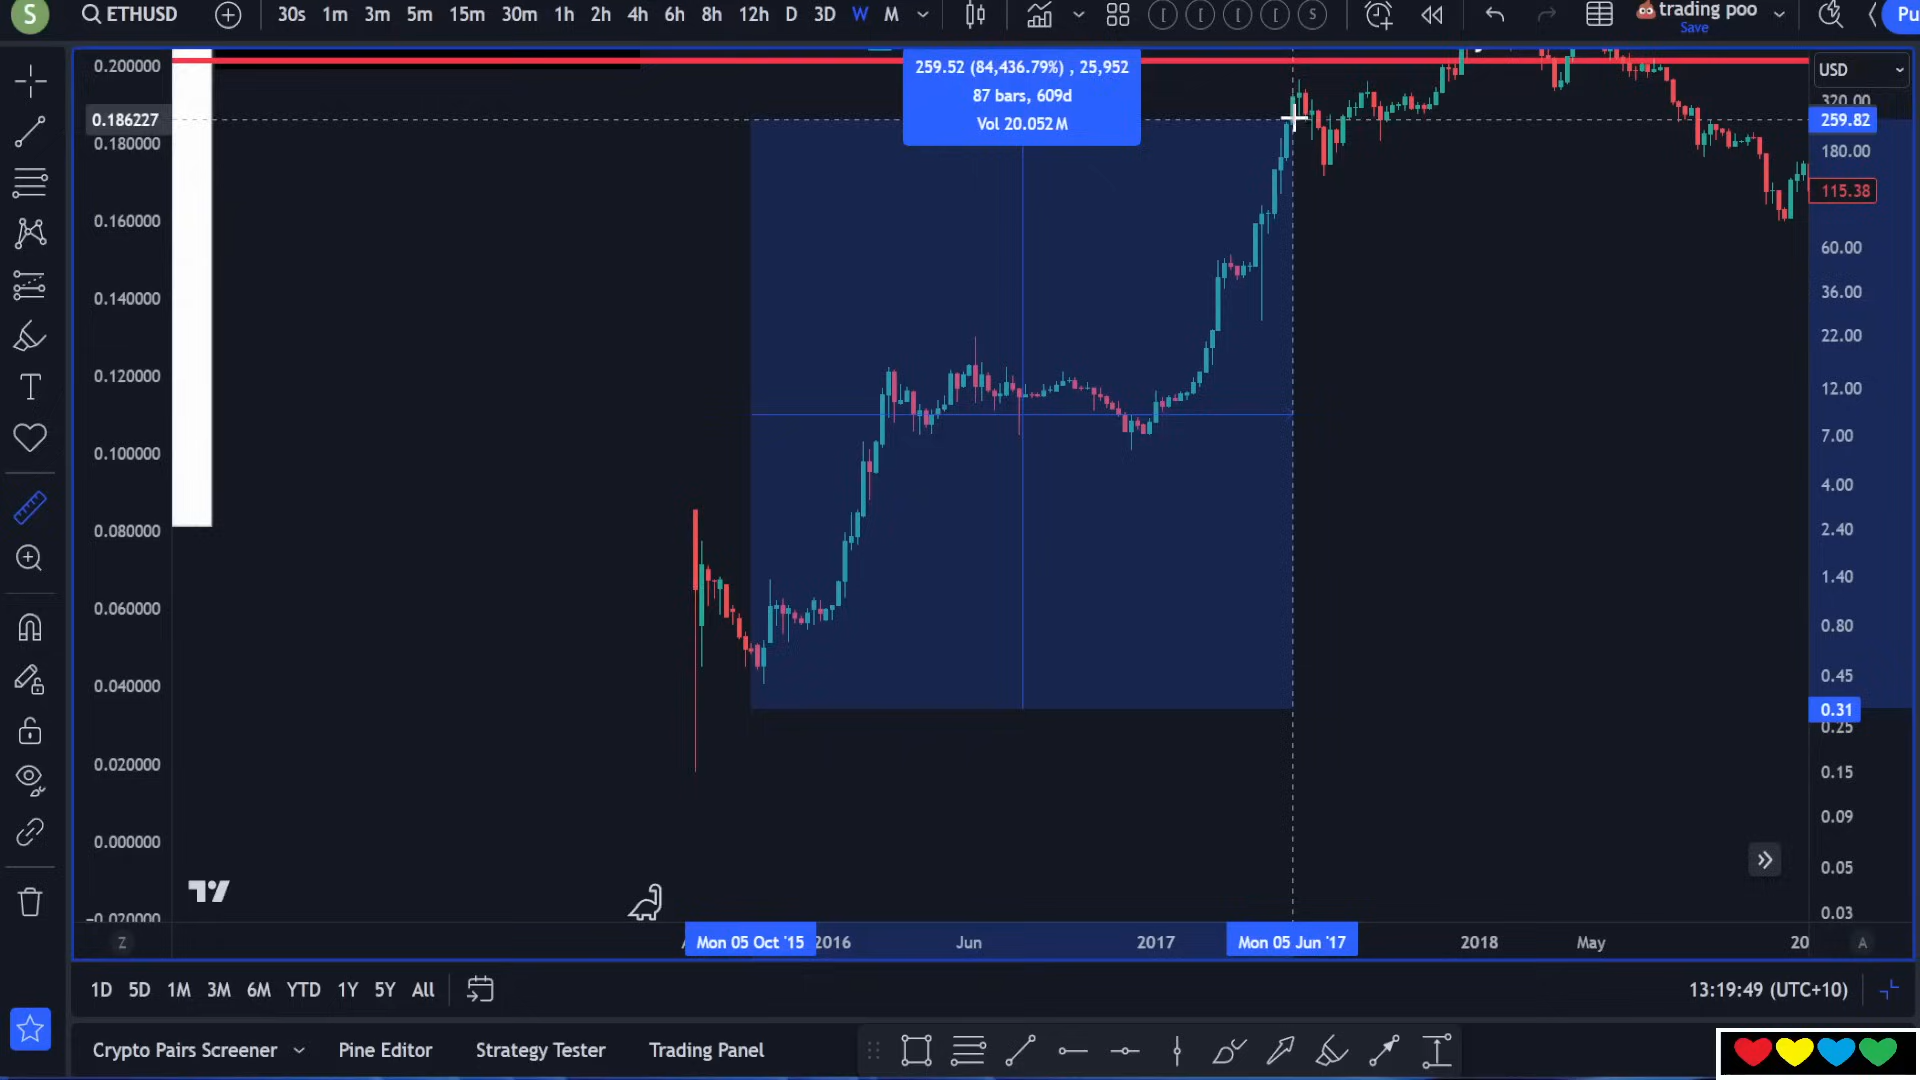 S
ETHUSD
30s 1m 3m 5m 15m 30m 1h 2h 4h 6h 8h 12h D 3D W M
[ [ [ [ S
trading poo
Save
Pu
0.200000
0.186227
0.180000
0.160000
0.140000
0.120000
0.100000
0.080000
0.060000
0.040000
0.020000
0.000000
−0.020000
259.52 (84,436.79%) , 25,952
87 bars, 609d
Vol 20.052M
USD
320.00
259.82
180.00
115.38
60.00
36.00
22.00
12.00
7.00
4.00
2.40
1.40
0.80
0.45
0.31
0.25
0.15
0.09
0.05
0.03
Z
Mon 05 Oct '15
2016
Jun
2017
Mon 05 Jun '17
2018
May
20
A
1D 5D 1M 3M 6M YTD 1Y 5Y All
13:19:49 (UTC+10)
Crypto Pairs Screener
Pine Editor
Strategy Tester
Trading Panel